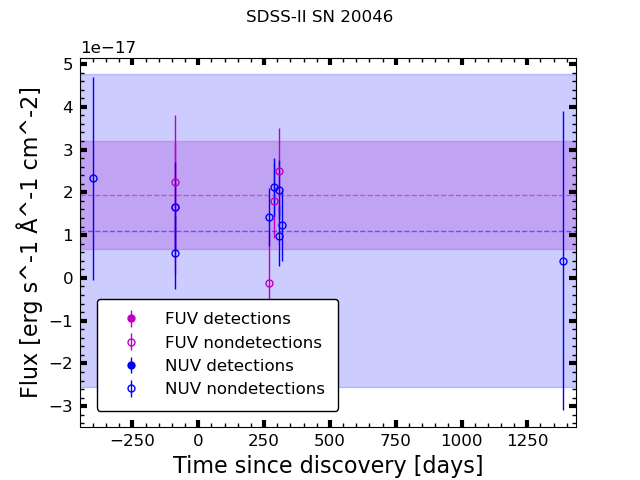 SDSS-II SN 20046
1e−17
5
4
3
2
1
0
−1
−2
−3
Flux [erg s^-1 Å^-1 cm^-2]
FUV detections
FUV nondetections
NUV detections
NUV nondetections
−250 0 250 500 750 1000 1250
Time since discovery [days]